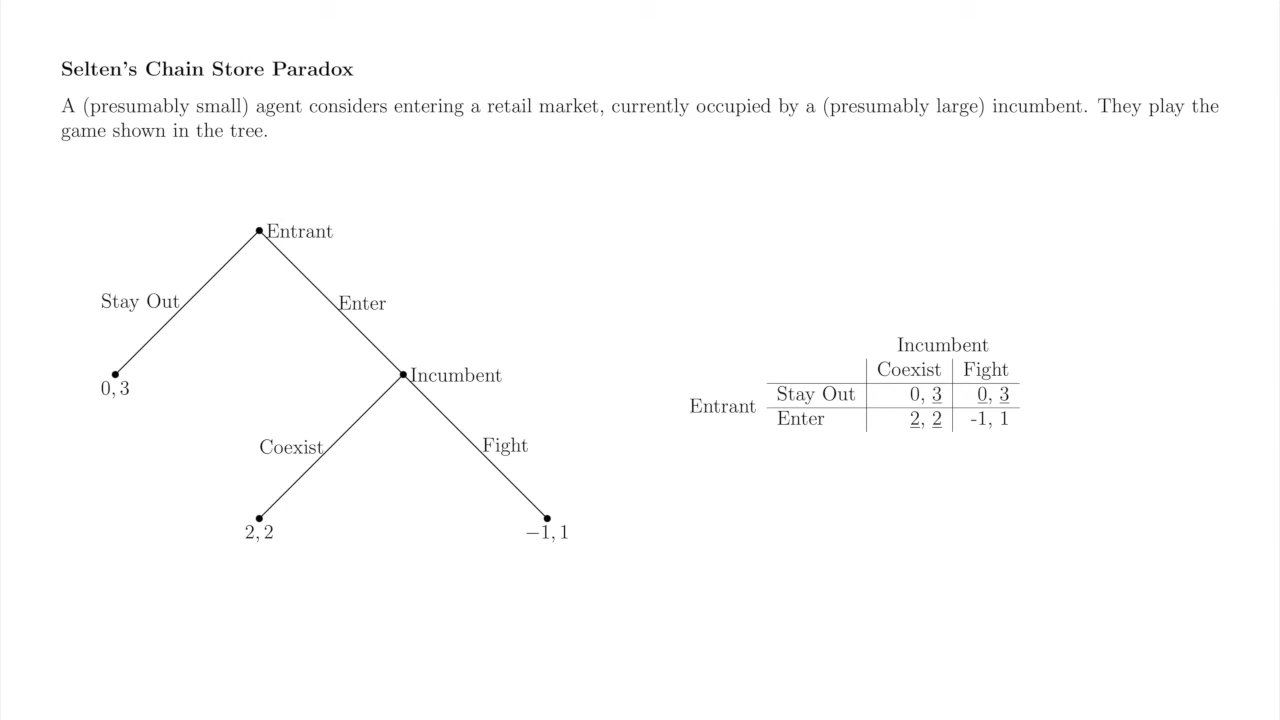 Selten's Chain Store Paradox
A (presumably small) agent considers entering a retail market, currently occupied by a (presumably large) incumbent. They play the
game shown in the tree.
Entrant
Stay Out
Enter
0, 3
Incumbent
Coexist
Fight
2, 2
−1, 1
Incumbent
Coexist Fight
Entrant
Stay Out 0, 3 0, 3
Enter 2, 2 -1, 1